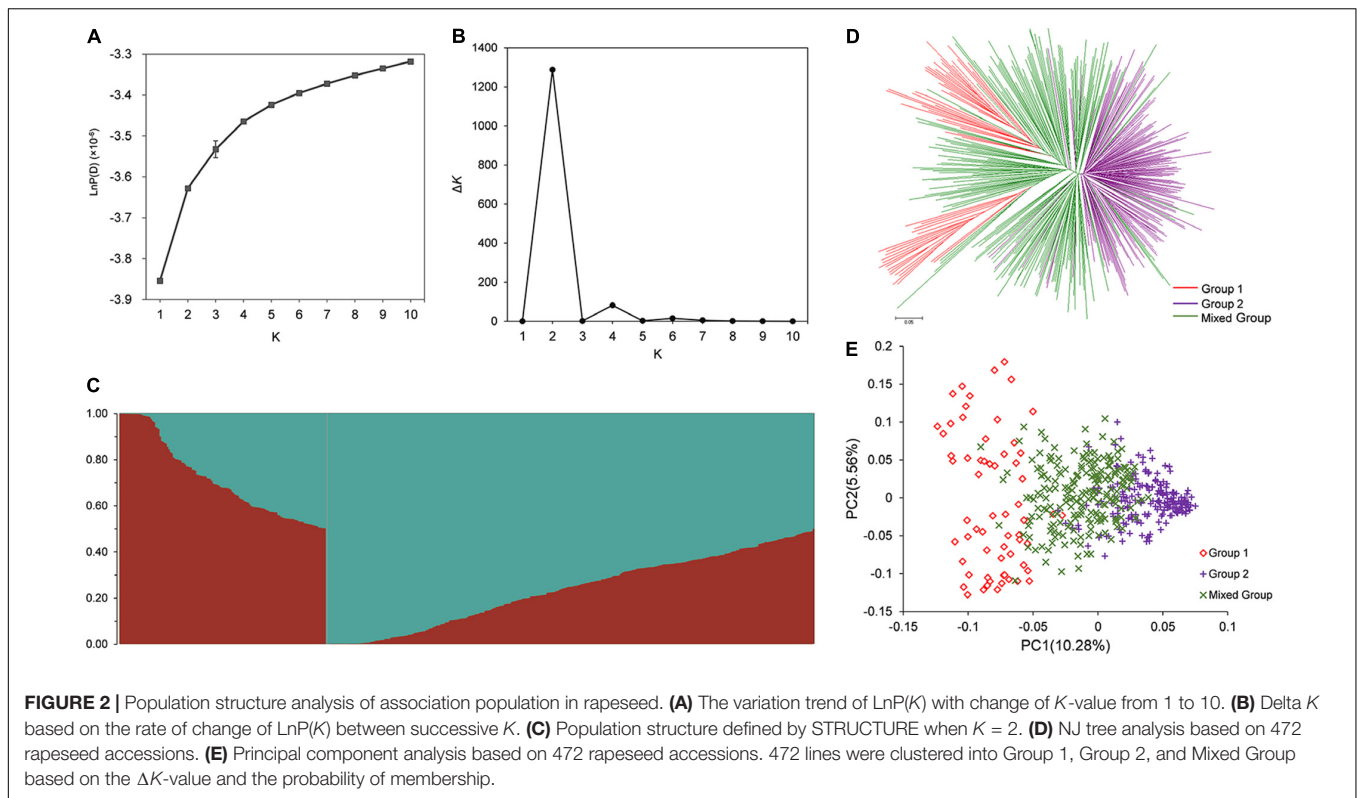 A
-3.3
-3.4
-3.5
-3.6
-3.7
-3.8
-3.9
LnP(D) (×10⁻⁶)
1 2 3 4 5 6 7 8 9 10
K
B
1400
1200
1000
800
600
400
200
0
ΔK
1 2 3 4 5 6 7 8 9 10
K
D
Group 1
Group 2
Mixed Group
0.05
C
1.00
0.80
0.60
0.40
0.20
0.00
E
0.2
0.15
0.1
0.05
0
-0.05
-0.1
-0.15
PC2(5.56%)
Group 1
Group 2
Mixed Group
-0.15 -0.1 -0.05 0 0.05 0.1
PC1(10.28%)
FIGURE 2 | Population structure analysis of association population in rapeseed. (A) The variation trend of LnP(K) with change of K-value from 1 to 10. (B) Delta K
based on the rate of change of LnP(K) between successive K. (C) Population structure defined by STRUCTURE when K = 2. (D) NJ tree analysis based on 472
rapeseed accessions. (E) Principal component analysis based on 472 rapeseed accessions. 472 lines were clustered into Group 1, Group 2, and Mixed Group
based on the ΔK-value and the probability of membership.